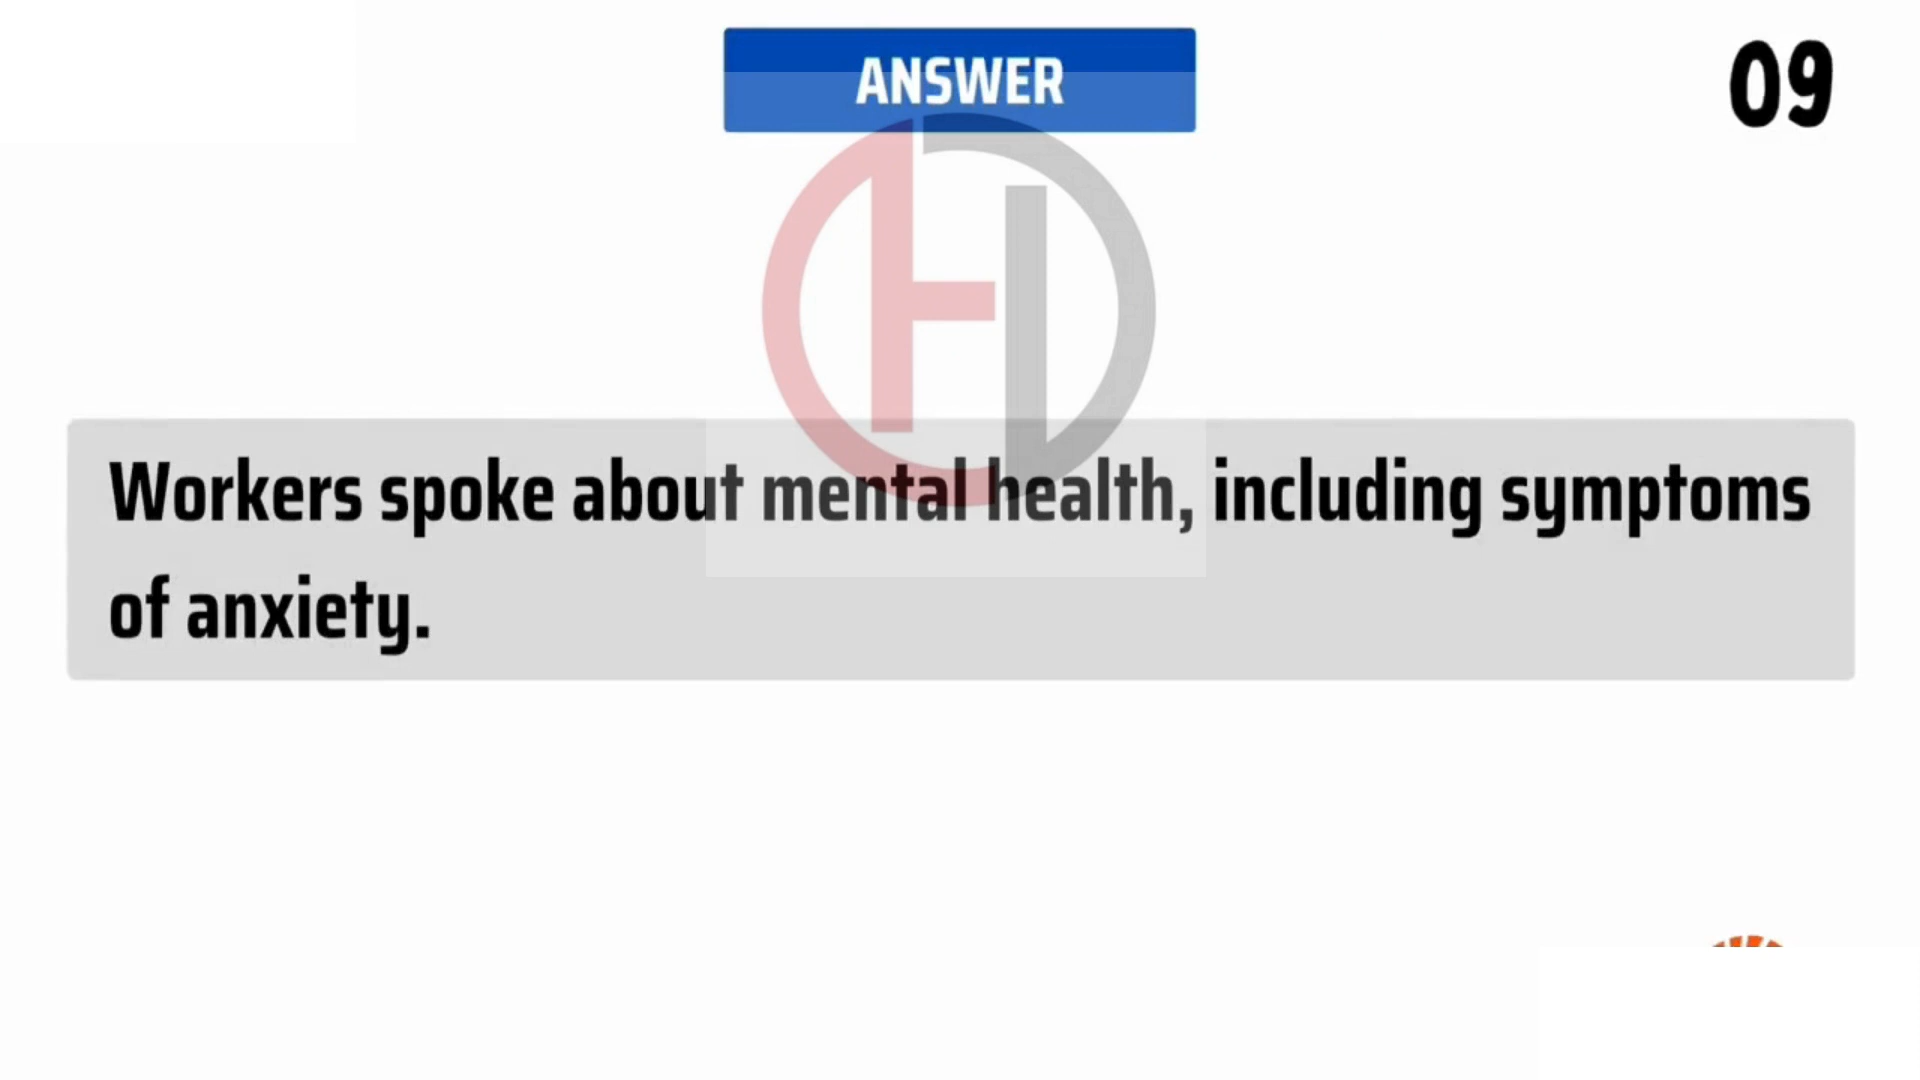 ANSWER
09
Workers spoke about mental health, including symptoms
of anxiety.